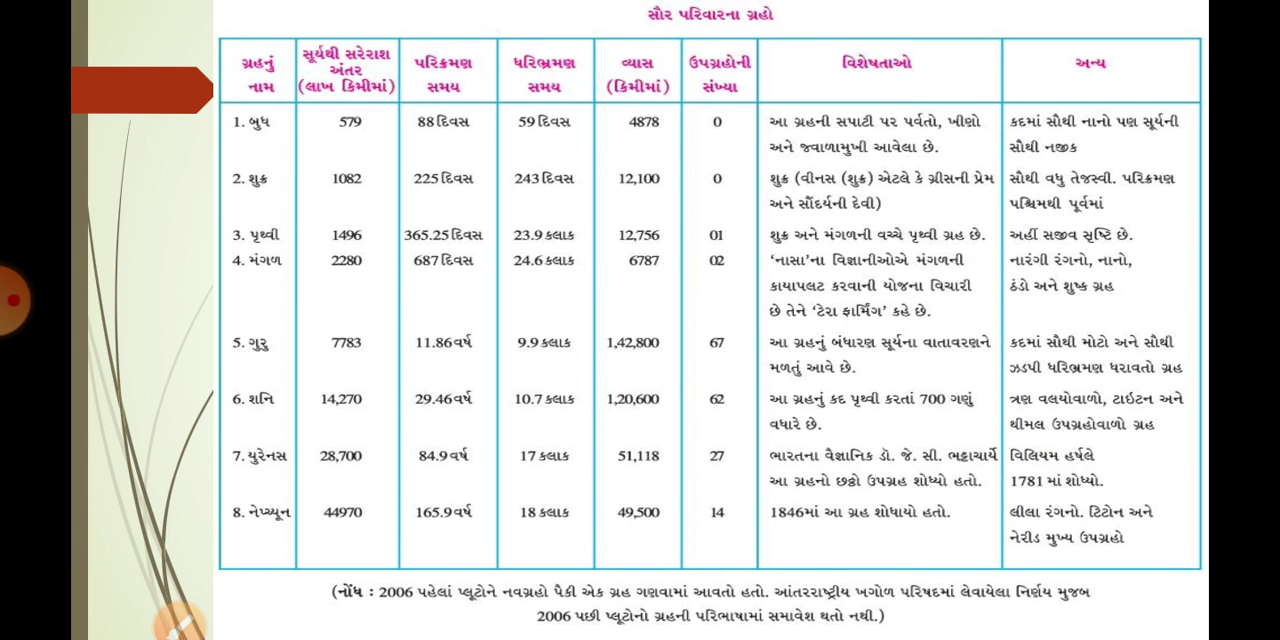 સૌર પરિવારના ગ્રહો
ગ્રહનું નામ | સૂર્યથી સરેરાશ અંતર (લાખ કિમીમાં) | પરિક્રમણ સમય | ધરિભ્રમણ સમય | વ્યાસ (કિમીમાં) | ઉપગ્રહોની સંખ્યા | વિશેષતાઓ | અન્ય
1. બુધ 579 88 દિવસ 59 દિવસ 4878 0 આ ગ્રહની સપાટી પર પર્વતો, ખીણો કદમાં સૌથી નાનો પણ સૂર્યની
અને જ્વાળામુખી આવેલા છે. સૌથી નજીક
2. શુક્ર 1082 225 દિવસ 243 દિવસ 12,100 0 શુક્ર (વીનસ (શુક્ર) એટલે કે ગ્રીસની પ્રેમ સૌથી વધુ તેજસ્વી. પરિક્રમણ
અને સૌંદર્યની દેવી) પશ્ચિમથી પૂર્વમાં
3. પૃથ્વી 1496 365.25 દિવસ 23.9 કલાક 12,756 01 શુક્ર અને મંગળની વચ્ચે પૃથ્વી ગ્રહ છે. અહીં સજીવ સૃષ્ટિ છે.
4. મંગળ 2280 687 દિવસ 24.6 કલાક 6787 02 ‘નાસા’ના વિજ્ઞાનીઓએ મંગળની નારંગી રંગનો, નાનો,
કાયાપલટ કરવાની યોજના વિચારી ઠંડો અને શુષ્ક ગ્રહ
છે તેને ‘ટેરા ફાર્મિંગ’ કહે છે.
5. ગુરુ 7783 11.86 વર્ષ 9.9 કલાક 1,42,800 67 આ ગ્રહનું બંધારણ સૂર્યના વાતાવરણને કદમાં સૌથી મોટો અને સૌથી
મળતું આવે છે. ઝડપી ધરિભ્રમણ ધરાવતો ગ્રહ
6. શનિ 14,270 29.46 વર્ષ 10.7 કલાક 1,20,600 62 આ ગ્રહનું કદ પૃથ્વી કરતાં 700 ગણું ત્રણ વલયોવાળો, ટાઇટન અને
વધારે છે. થીમલ ઉપગ્રહોવાળો ગ્રહ
7. યુરેનસ 28,700 84.9 વર્ષ 17 કલાક 51,118 27 ભારતના વૈજ્ઞાનિક ડૉ. જે. સી. ભટ્ટાચાર્યે વિલિયમ હર્ષલે
આ ગ્રહનો છઠ્ઠો ઉપગ્રહ શોધ્યો હતો. 1781 માં શોધ્યો.
8. નેપ્ચ્યૂન 44970 165.9 વર્ષ 18 કલાક 49,500 14 1846માં આ ગ્રહ શોધાયો હતો. લીલા રંગનો. ટિટોન અને
નેરીડ મુખ્ય ઉપગ્રહો
(નોંધ : 2006 પહેલાં પ્લૂટોને નવગ્રહો પૈકી એક ગ્રહ ગણવામાં આવતો હતો. આંતરરાષ્ટ્રીય ખગોળ પરિષદમાં લેવાયેલા નિર્ણય મુજબ
2006 પછી પ્લૂટોનો ગ્રહની પરિભાષામાં સમાવેશ થતો નથી.)